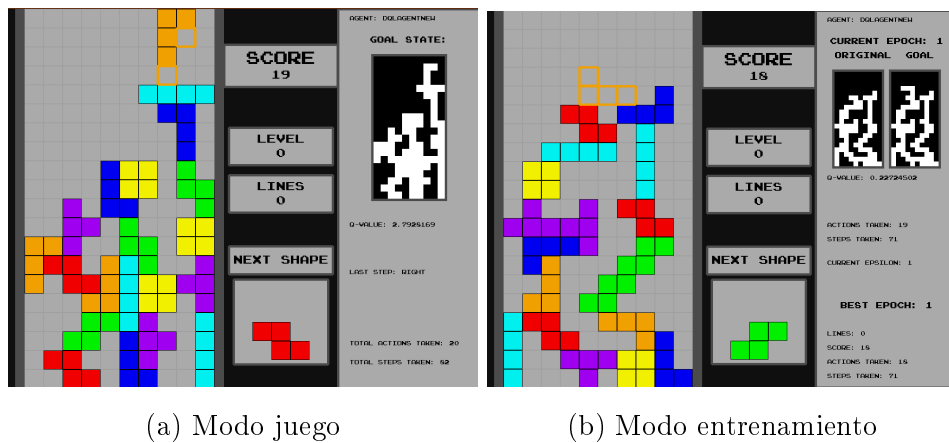 AGENT: DQLAGENTNEW
GOAL STATE:
SCORE
19
LEVEL
0
LINES
0
Q-VALUE: 2.7925169
LAST STEP: RIGHT
NEXT SHAPE
TOTAL ACTIONS TAKEN: 20
TOTAL STEPS TAKEN: 82
(a) Modo juego
AGENT: DQLAGENTNEW
CURRENT EPOCH: 1
ORIGINAL GOAL
SCORE
18
LEVEL
0
LINES
0
Q-VALUE: 0.22724502
ACTIONS TAKEN: 19
STEPS TAKEN: 71
CURRENT EPSILON: 1
NEXT SHAPE
BEST EPOCH: 1
LINES: 0
SCORE: 18
ACTIONS TAKEN: 18
STEPS TAKEN: 71
(b) Modo entrenamiento